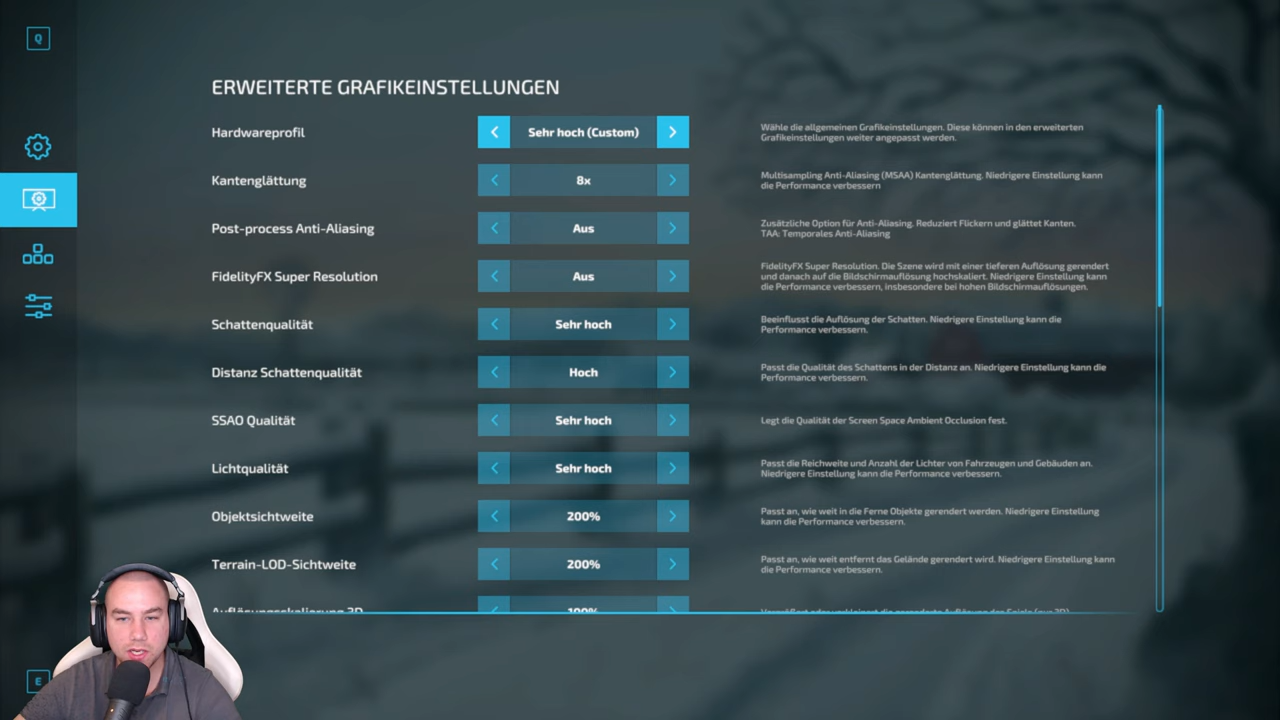 Q
ERWEITERTE GRAFIKEINSTELLUNGEN
Hardwareprofil
Sehr hoch (Custom)
Wähle die allgemeinen Grafikeinstellungen. Diese können in den erweiterten
Grafikeinstellungen weiter angepasst werden.
Kantenglättung
8x
Multisampling Anti-Aliasing (MSAA) Kantenglättung. Niedrigere Einstellung kann
die Performance verbessern
Post-process Anti-Aliasing
Aus
Zusätzliche Option für Anti-Aliasing. Reduziert Flickern und glättet Kanten.
TAA: Temporales Anti-Aliasing
FidelityFX Super Resolution
Aus
FidelityFX Super Resolution. Die Szene wird mit einer tieferen Auflösung gerendert
und danach auf die Bildschirmauflösung hochskaliert. Niedrigere Einstellung kann
die Performance verbessern, insbesondere bei hohen Bildschirmauflösungen.
Schattenqualität
Sehr hoch
Beeinflusst die Auflösung der Schatten. Niedrigere Einstellung kann die
Performance verbessern.
Distanz Schattenqualität
Hoch
Passt die Qualität des Schattens in der Distanz an. Niedrigere Einstellung kann die
Performance verbessern.
SSAO Qualität
Sehr hoch
Legt die Qualität der Screen Space Ambient Occlusion fest.
Lichtqualität
Sehr hoch
Passt die Reichweite und Anzahl der Lichter von Fahrzeugen und Gebäuden an.
Niedrigere Einstellung kann die Performance verbessern.
Objektsichtweite
200%
Passt an, wie weit in die Ferne Objekte gerendert werden. Niedrigere Einstellung
kann die Performance verbessern.
Terrain-LOD-Sichtweite
200%
Passt an, wie weit entfernt das Gelände gerendert wird. Niedrigere Einstellung kann
die Performance verbessern.
Auflösungsskalierung 3D
100%
E